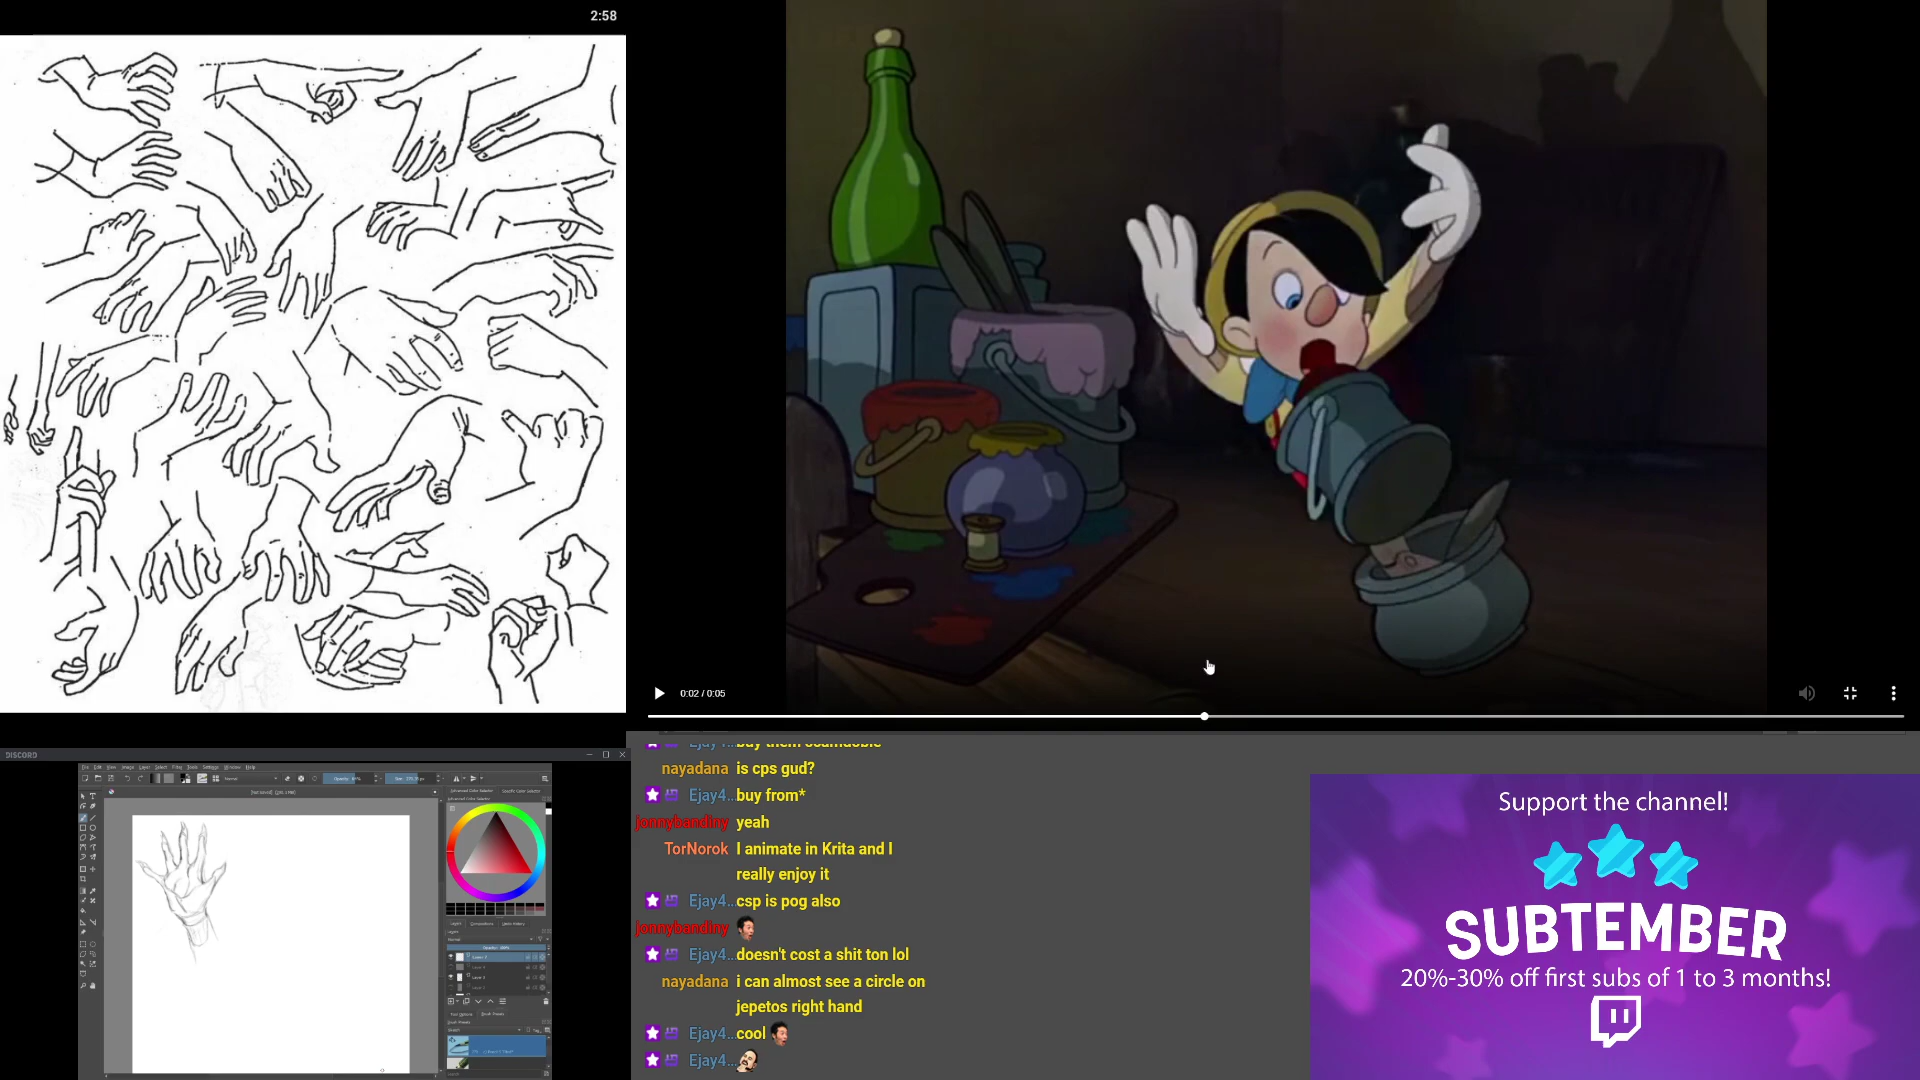 2:58
0:02 / 0:05
DISCORD
nayadana is cps gud?
Ejay4... buy from*
jonnybandiny yeah
TorNorok I animate in Krita and I
really enjoy it
Ejay4... csp is pog also
jonnybandiny
Ejay4... doesn't cost a shit ton lol
nayadana i can almost see a circle on
jepetos right hand
Ejay4... cool
Ejay4...
Support the channel!
SUBTEMBER
20%-30% off first subs of 1 to 3 months!